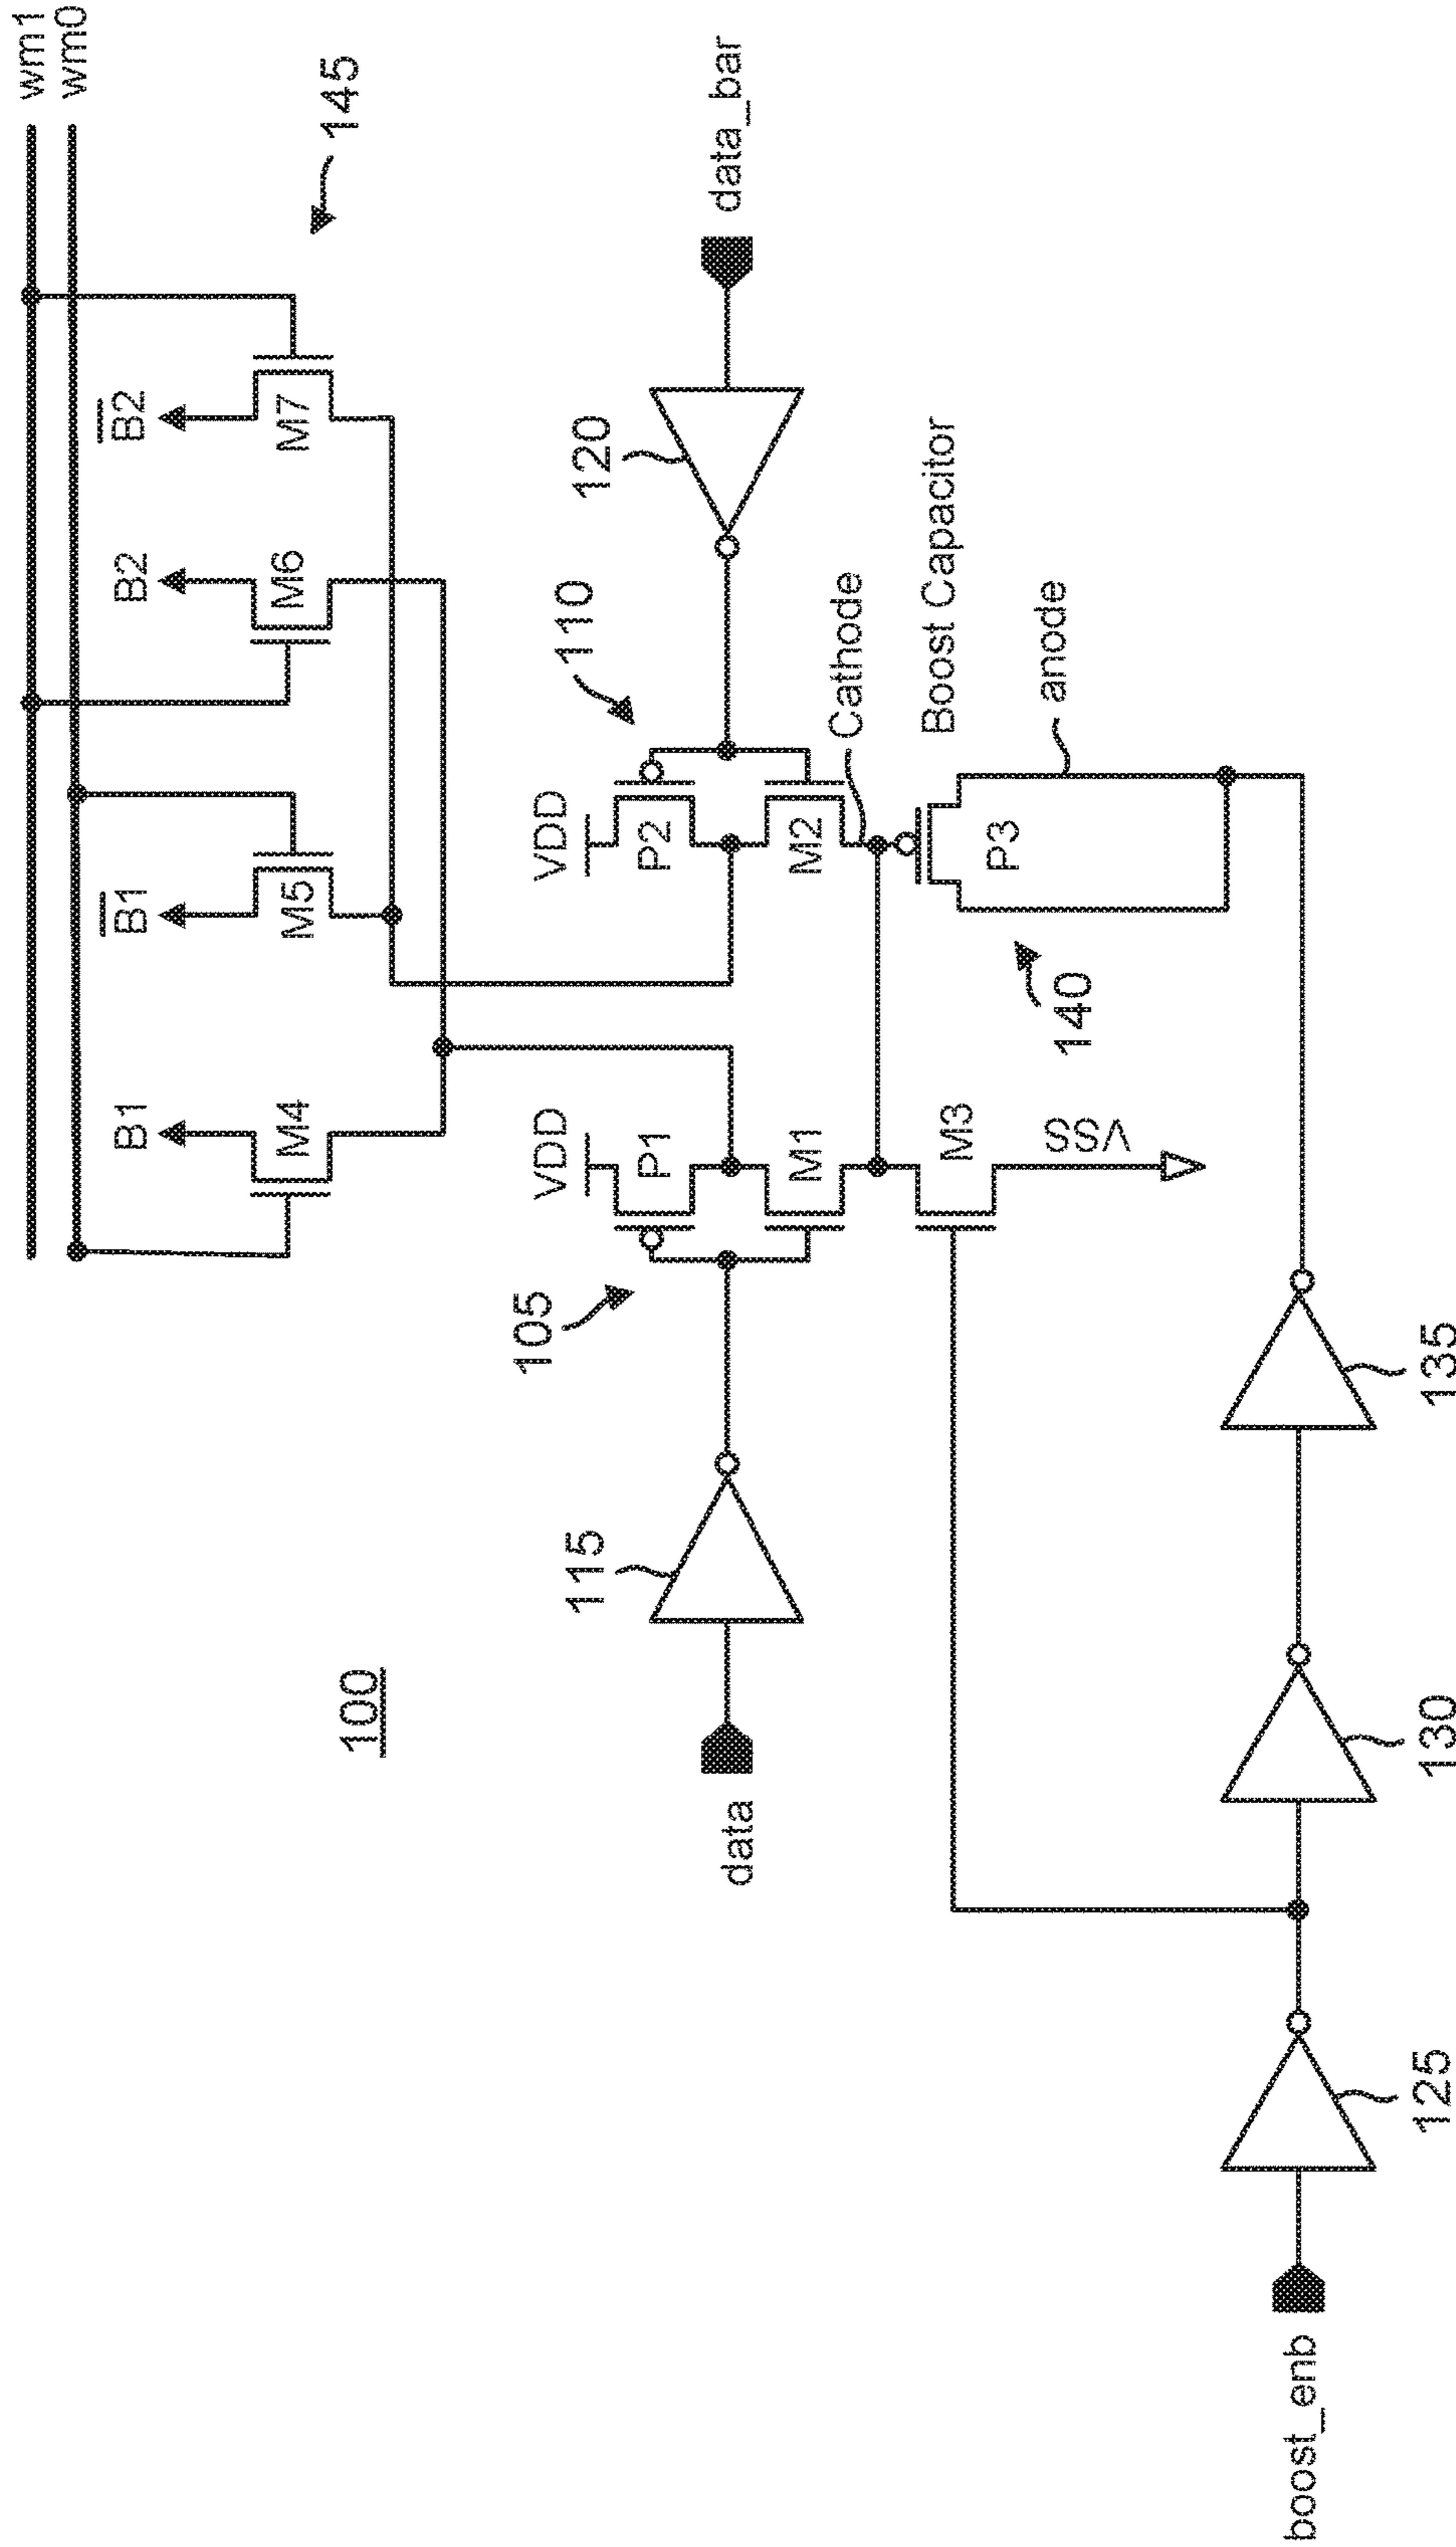 wm1
wm0
145
B1
B1
B2
B2
M4
M5
M6
M7
100
105
110
VDD
VDD
P1
P2
115
120
data
data_bar
M1
M2
Cathode
Boost Capacitor
M3
P3
VSS
140
anode
boost_enb
125
130
135